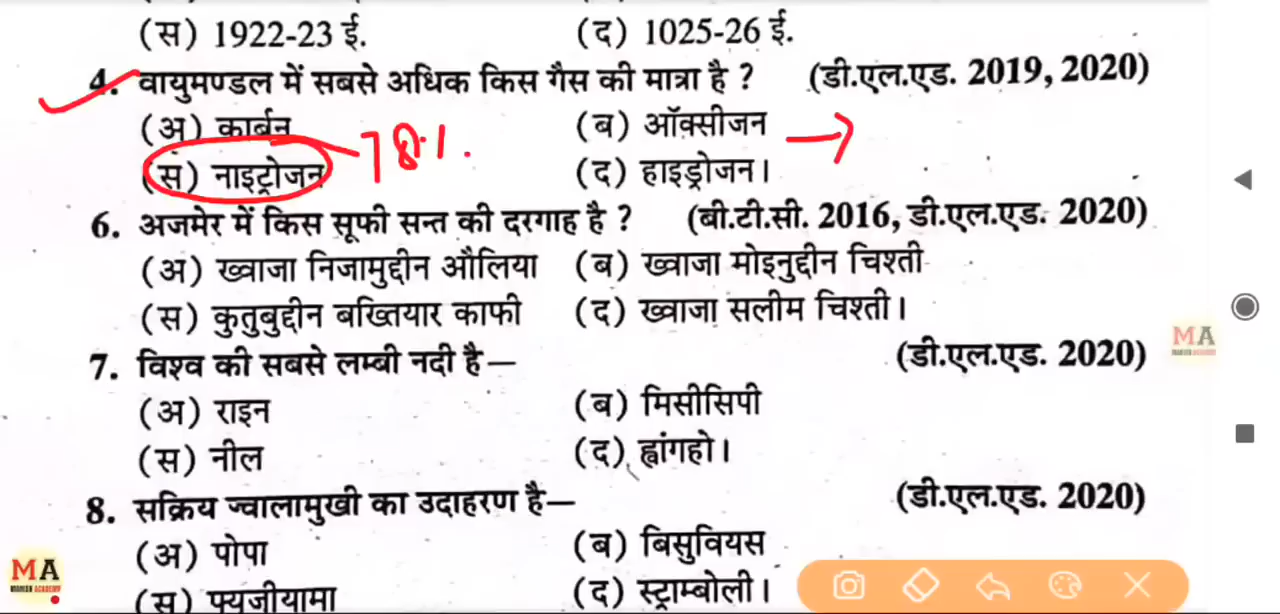 (स) 1922-23 ई. (द) 1025-26 ई.
4. वायुमण्डल में सबसे अधिक किस गैस की मात्रा है ? (डी.एल.एड. 2019, 2020)
(अ) कार्बन (ब) ऑक्सीजन
(स) नाइट्रोजन 78% (द) हाइड्रोजन।
6. अजमेर में किस सूफी सन्त की दरगाह है ? (बी.टी.सी. 2016, डी.एल.एड. 2020)
(अ) ख्वाजा निजामुद्दीन औलिया (ब) ख्वाजा मोइनुद्दीन चिश्ती
(स) कुतुबुद्दीन बख्तियार काफी (द) ख्वाजा सलीम चिश्ती।
MA
7. विश्व की सबसे लम्बी नदी है— (डी.एल.एड. 2020)
(अ) राइन (ब) मिसीसिपी
(स) नील (द) ह्वांगहो।
8. सक्रिय ज्वालामुखी का उदाहरण है— (डी.एल.एड. 2020)
(अ) पोपा (ब) बिसुवियस
(स) फ्यूजीयामा (द) स्ट्राम्बोली।
MA